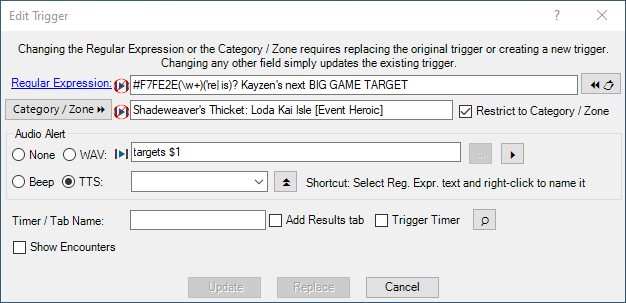 Edit Trigger
Changing the Regular Expression or the Category / Zone requires replacing the original trigger or creating a new trigger.
Changing any other field simply updates the existing trigger.
Regular Expression: #F7FE2E(\w+)('re| is)? Kayzen's next BIG GAME TARGET
Category / Zone Shadeweaver's Thicket: Loda Kai Isle [Event Heroic] Restrict to Category / Zone
Audio Alert
None WAV: targets $1 ...
Beep TTS: Shortcut: Select Reg. Expr. text and right-click to name it
Timer / Tab Name: Add Results tab Trigger Timer
Show Encounters
Update Replace Cancel